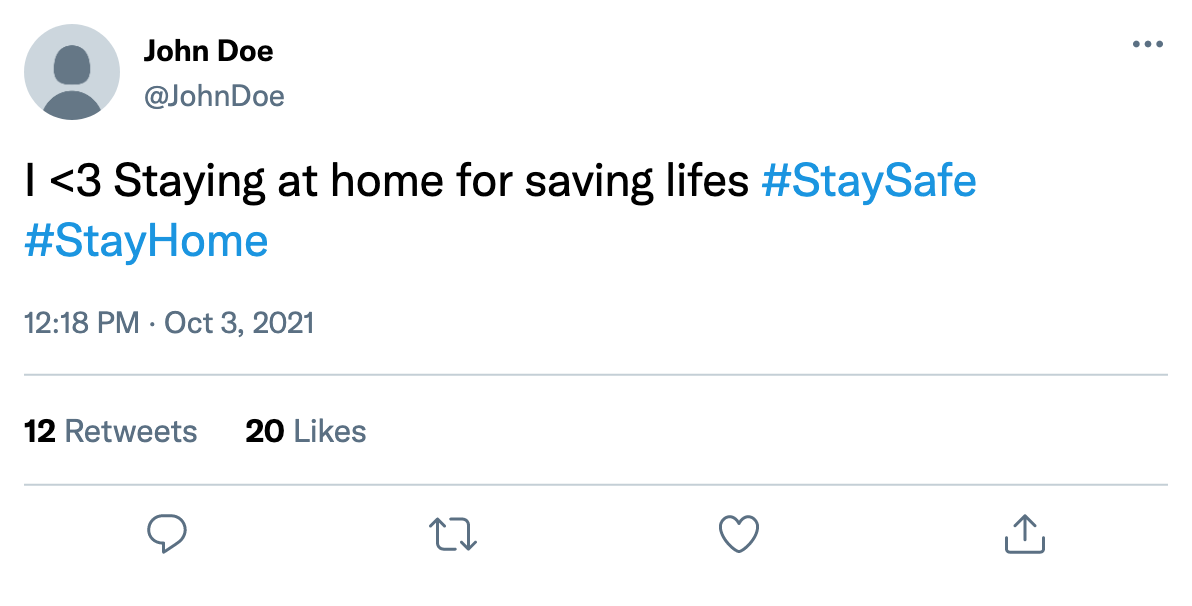 John Doe
@JohnDoe
I <3 Staying at home for saving lifes #StaySafe
#StayHome
12:18 PM · Oct 3, 2021
12 Retweets 20 Likes